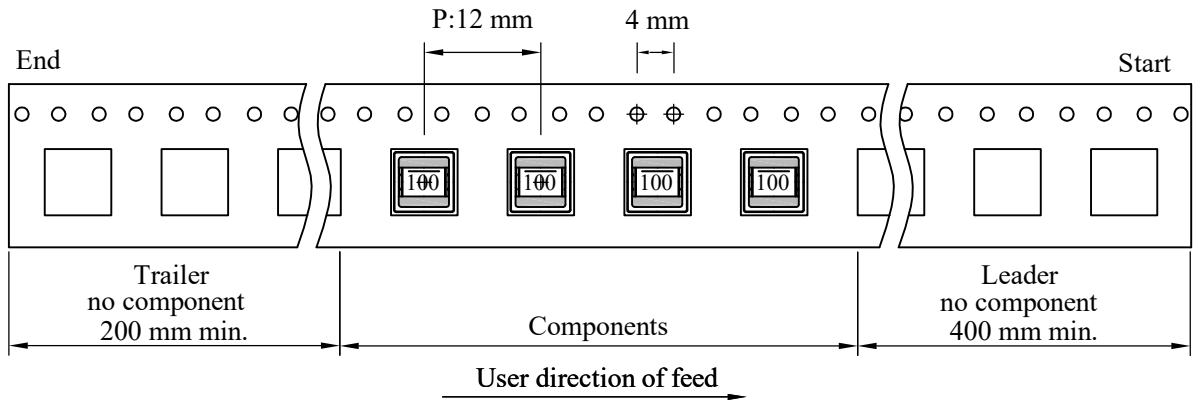 P:12 mm
4 mm
End
Start
100
100
100
100
Trailer
no component
200 mm min.
Components
Leader
no component
400 mm min.
User direction of feed